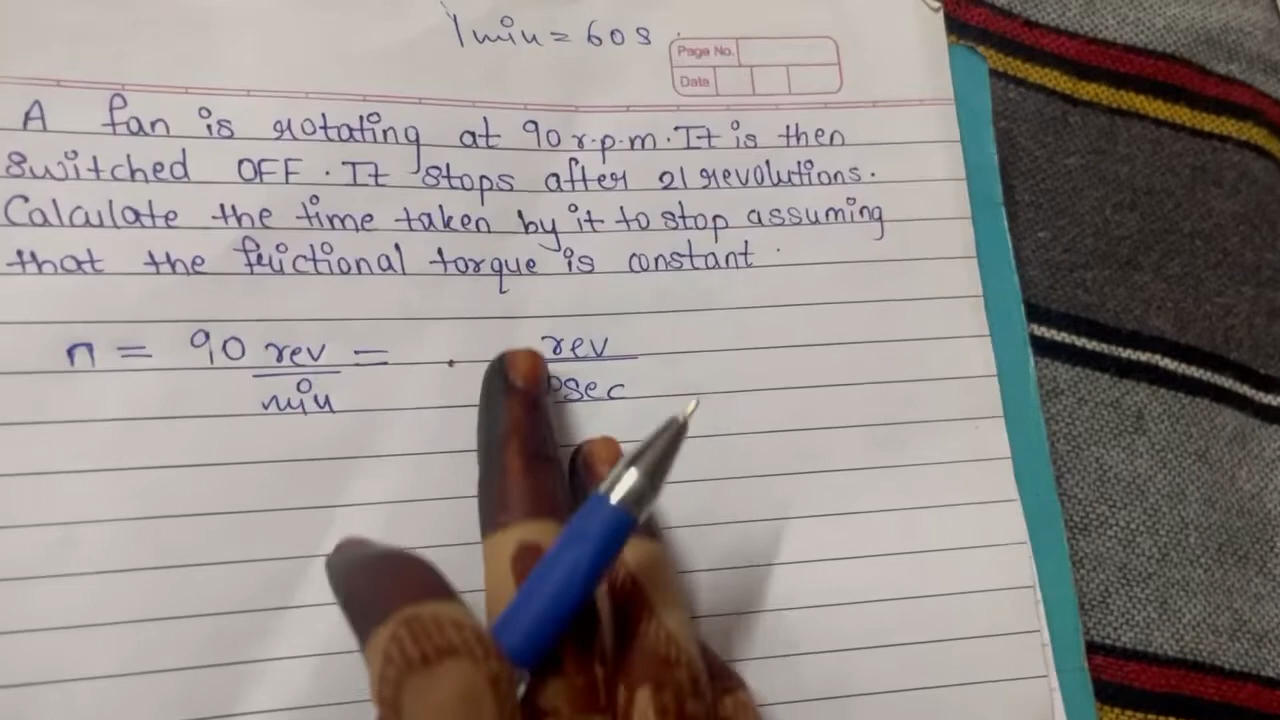 1 min = 60s
Page No.
Date
A fan is rotating at 90 r.p.m. It is then
switched OFF. It stops after 21 revolutions.
Calculate the time taken by it to stop assuming
that the frictional torque is constant.
n = 90 rev/min = rev/sec